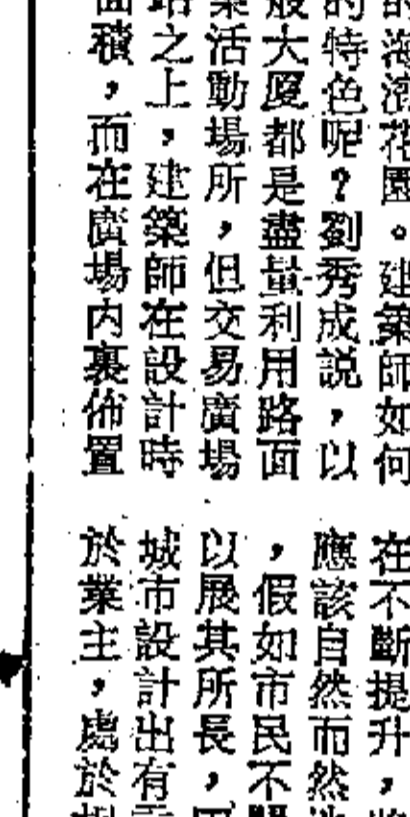 的海濱花園。建築師如何
的特色呢？劉秀成説，以
般大厦都是盡量利用路面
業活動場所，但交易廣場
路之上，建築師在設計時
面積，而在廣場内裏佈置
在不斷提升，
應該自然而然
，假如市民不
以展其所長，
城市設計出有
於業主，處於